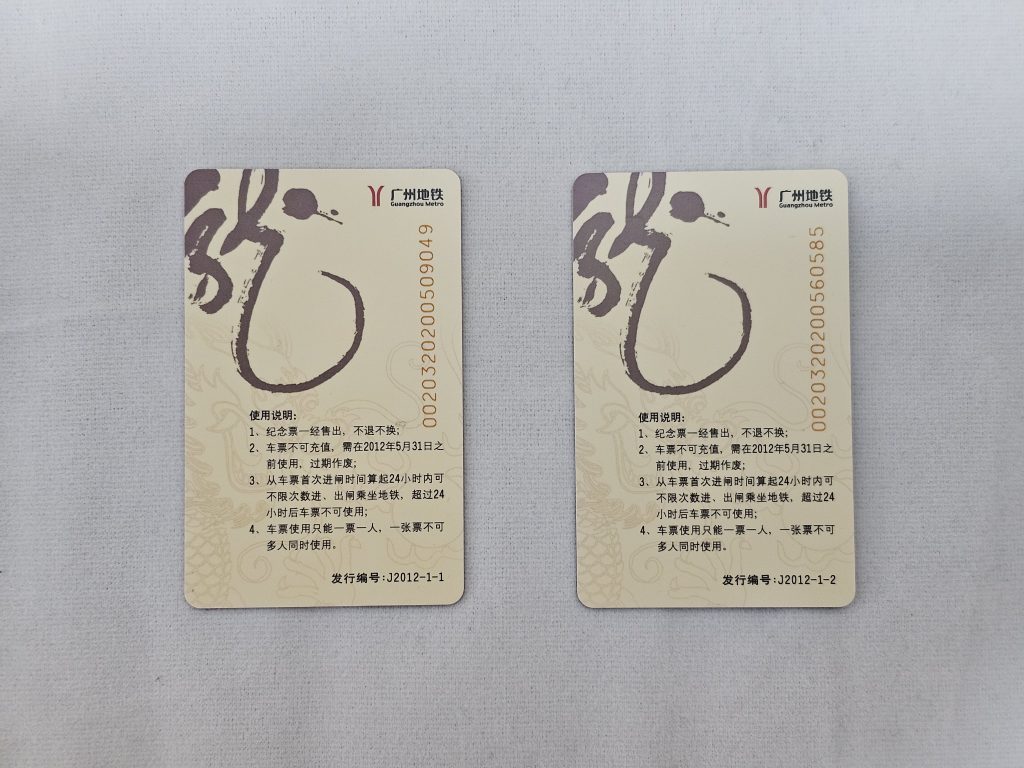 龙
广州地铁
Guangzhou Metro
0020320200509049
使用说明:
1、纪念票一经售出, 不退不换;
2、车票不可充值, 需在2012年5月31日之
前使用, 过期作废;
3、从车票首次进闸时间算起24小时内可
不限次数进、出闸乘坐地铁, 超过24
小时后车票不可使用;
4、车票使用只能一票一人, 一张票不可
多人同时使用。
发行编号:J2012-1-1
龙
广州地铁
Guangzhou Metro
0020320200560585
使用说明:
1、纪念票一经售出, 不退不换;
2、车票不可充值, 需在2012年5月31日之
前使用, 过期作废;
3、从车票首次进闸时间算起24小时内可
不限次数进、出闸乘坐地铁, 超过24
小时后车票不可使用;
4、车票使用只能一票一人, 一张票不可
多人同时使用。
发行编号:J2012-1-2